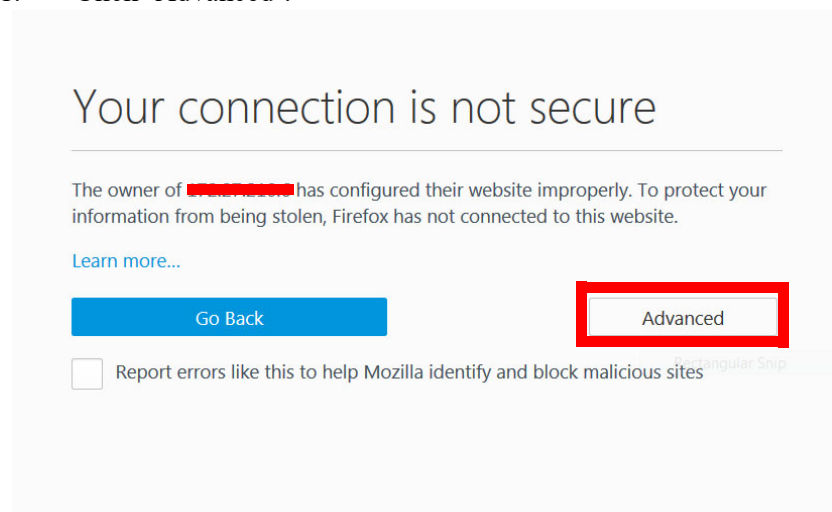 Your connection is not secure
The owner of has configured their website improperly. To protect your
information from being stolen, Firefox has not connected to this website.
Learn more...
Go Back
Advanced
Rectangular Snip
Report errors like this to help Mozilla identify and block malicious sites